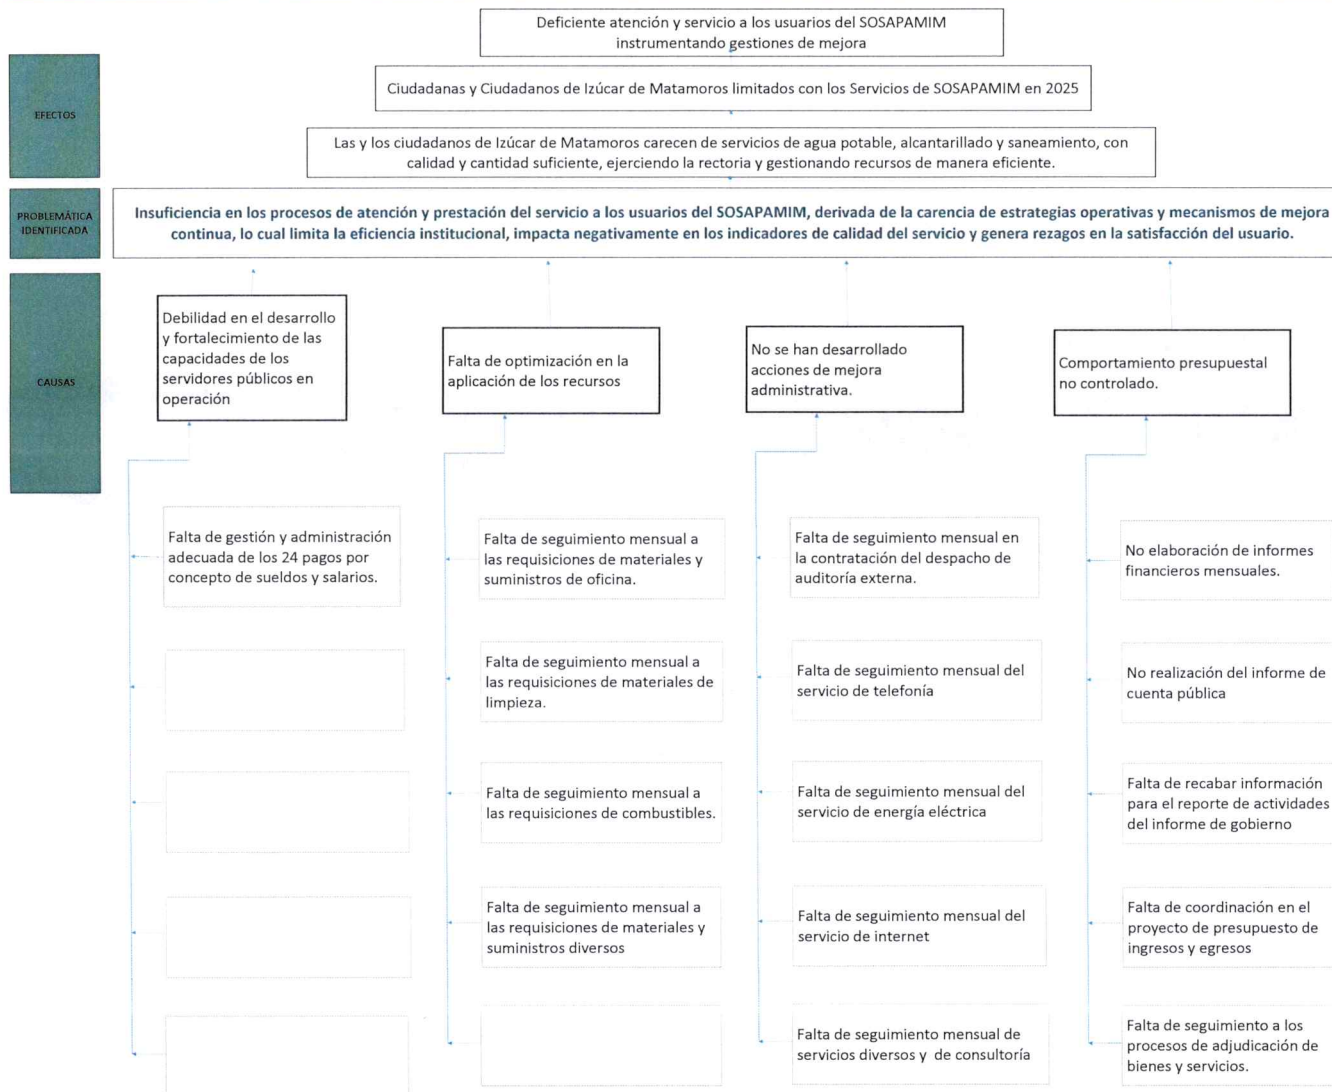 Deficiente atención y servicio a los usuarios del SOSAPAMIM
instrumentando gestiones de mejora
EFECTOS
Ciudadanas y Ciudadanos de Izúcar de Matamoros limitados con los Servicios de SOSAPAMIM en 2025
Las y los ciudadanos de Izúcar de Matamoros carecen de servicios de agua potable, alcantarillado y saneamiento, con
calidad y cantidad suficiente, ejerciendo la rectoria y gestionando recursos de manera eficiente.
PROBLEMÁTICA
IDENTIFICADA
Insuficiencia en los procesos de atención y prestación del servicio a los usuarios del SOSAPAMIM, derivada de la carencia de estrategias operativas y mecanismos de mejora
continua, lo cual limita la eficiencia institucional, impacta negativamente en los indicadores de calidad del servicio y genera rezagos en la satisfacción del usuario.
CAUSAS
Debilidad en el desarrollo
y fortalecimiento de las
capacidades de los
servidores públicos en
operación
Falta de optimización en la
aplicación de los recursos
No se han desarrollado
acciones de mejora
administrativa.
Comportamiento presupuestal
no controlado.
Falta de gestión y administración
adecuada de los 24 pagos por
concepto de sueldos y salarios.
Falta de seguimiento mensual a
las requisiciones de materiales y
suministros de oficina.
Falta de seguimiento mensual en
la contratación del despacho de
auditoría externa.
No elaboración de informes
financieros mensuales.
Falta de seguimiento mensual a
las requisiciones de materiales de
limpieza.
Falta de seguimiento mensual del
servicio de telefonía
No realización del informe de
cuenta pública
Falta de seguimiento mensual a
las requisiciones de combustibles.
Falta de seguimiento mensual del
servicio de energía eléctrica
Falta de recabar información
para el reporte de actividades
del informe de gobierno
Falta de seguimiento mensual a
las requisiciones de materiales y
suministros diversos
Falta de seguimiento mensual del
servicio de internet
Falta de coordinación en el
proyecto de presupuesto de
ingresos y egresos
Falta de seguimiento mensual de
servicios diversos y de consultoría
Falta de seguimiento a los
procesos de adjudicación de
bienes y servicios.